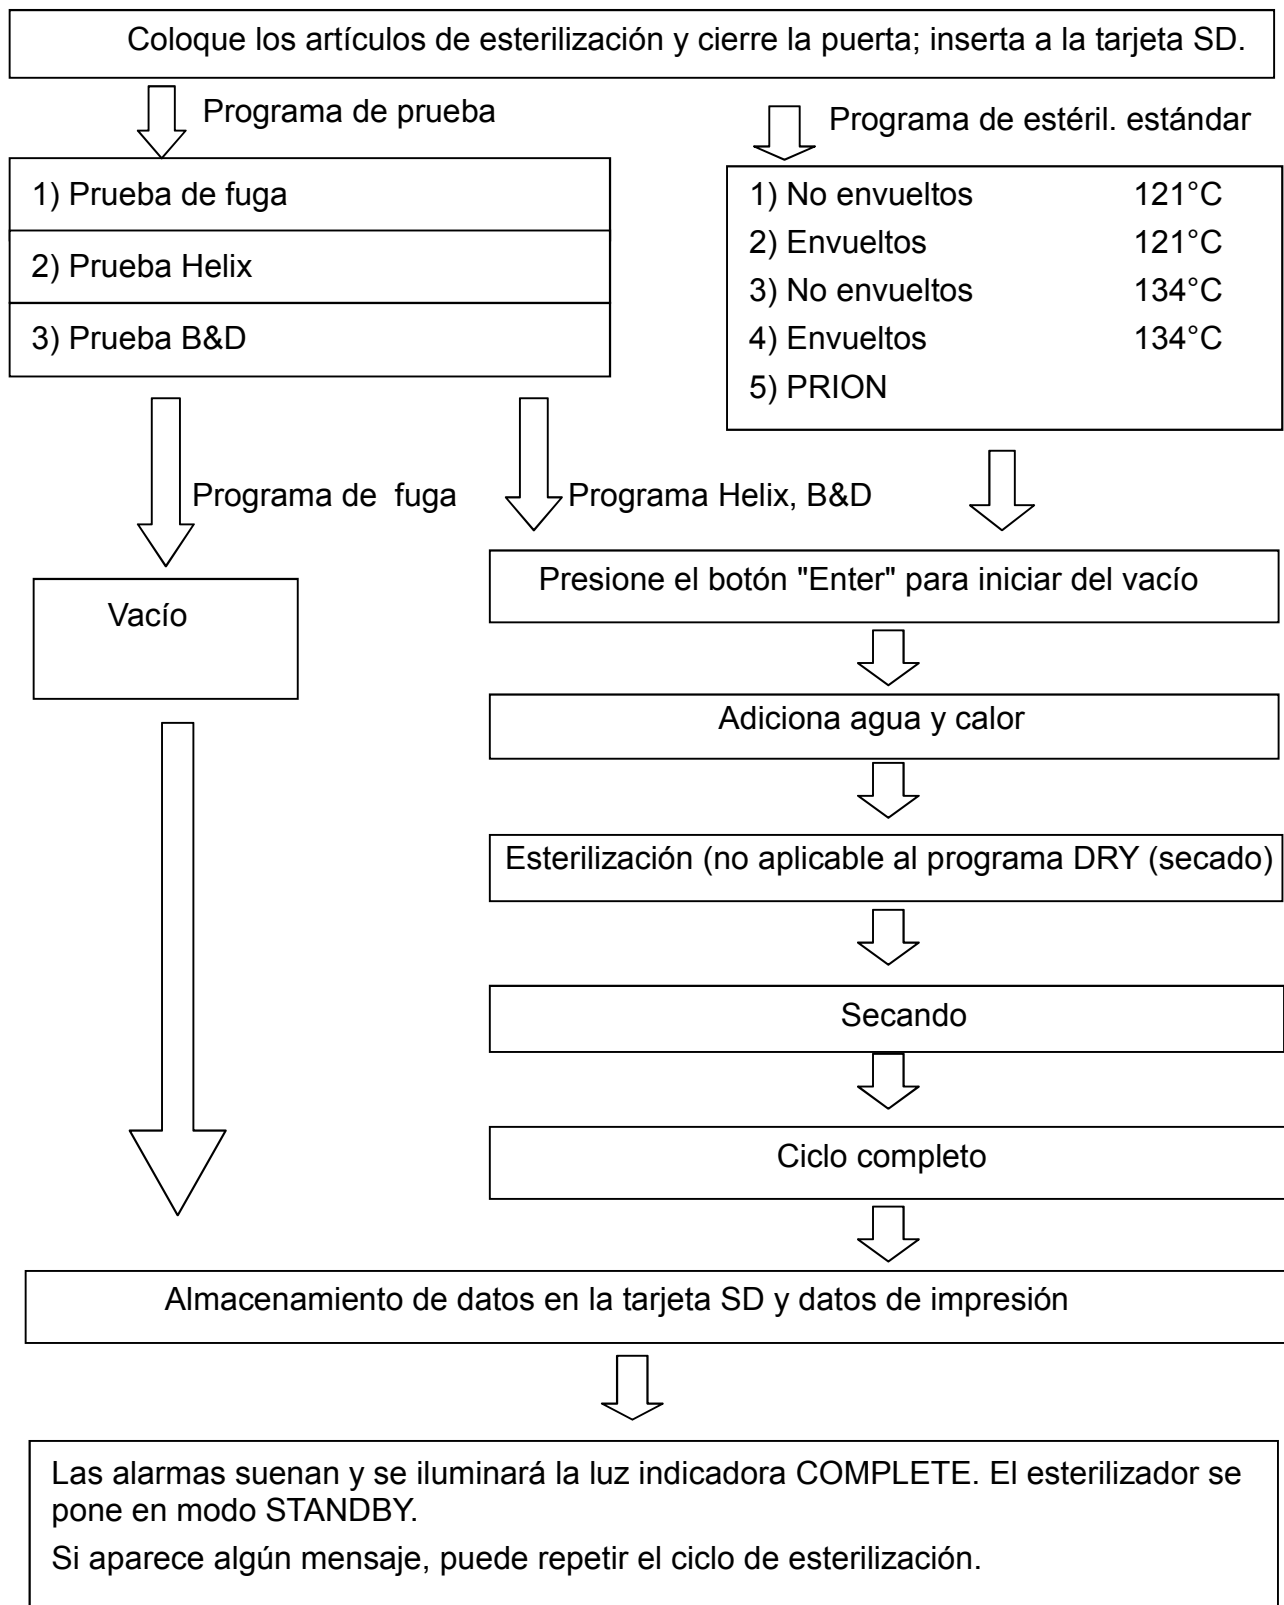 Coloque los artículos de esterilización y cierre la puerta; inserta a la tarjeta SD.
Programa de prueba
Programa de estéril. estándar
1) Prueba de fuga
2) Prueba Helix
3) Prueba B&D
1) No envueltos 121°C
2) Envueltos 121°C
3) No envueltos 134°C
4) Envueltos 134°C
5) PRION
Programa de fuga
Programa Helix, B&D
Vacío
Presione el botón "Enter" para iniciar del vacío
Adiciona agua y calor
Esterilización (no aplicable al programa DRY (secado)
Secando
Ciclo completo
Almacenamiento de datos en la tarjeta SD y datos de impresión
Las alarmas suenan y se iluminará la luz indicadora COMPLETE. El esterilizador se
pone en modo STANDBY.
Si aparece algún mensaje, puede repetir el ciclo de esterilización.